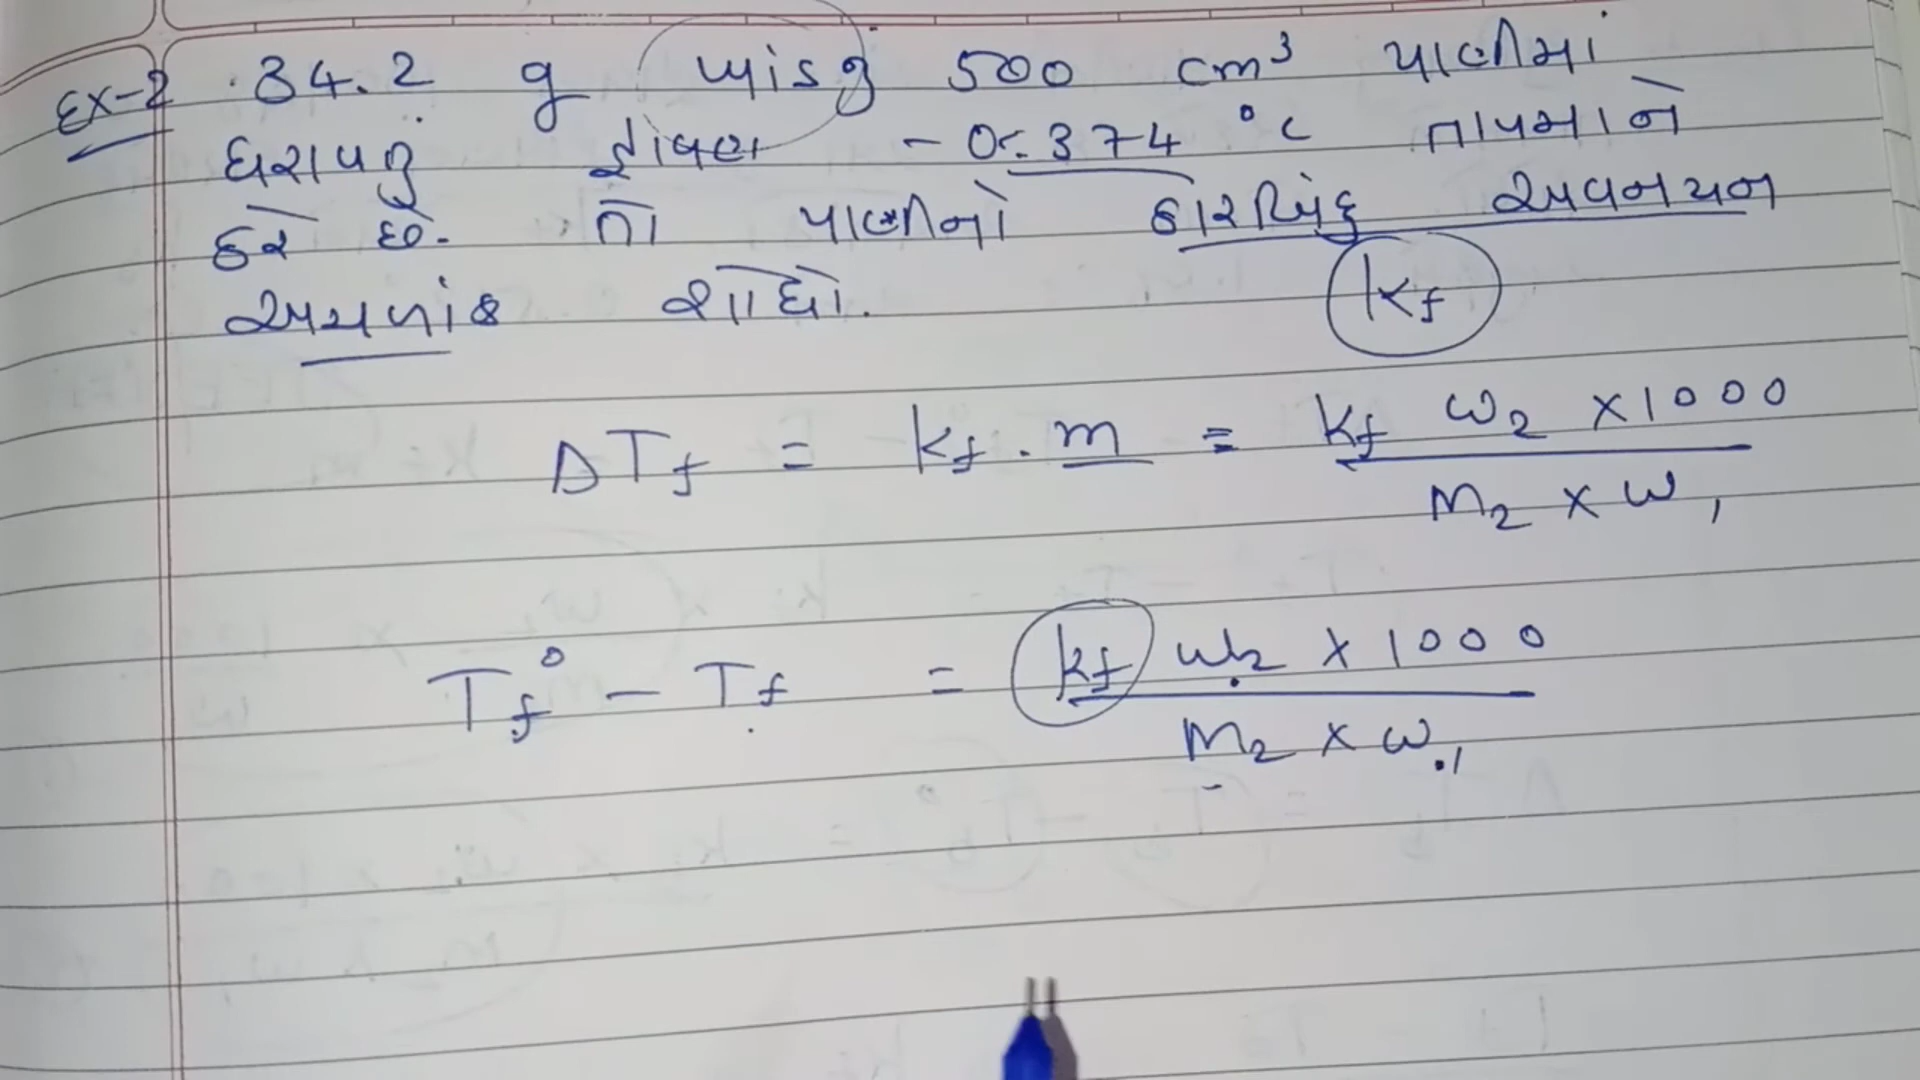 Ex-2 34.2 g ખાંડનું 500 cm³ પાણીમાં
ધરાવતું દ્રાવણ -0.374 °C તાપમાને
ઠરે છે. તો પાણીનો ઠારબિંદુ અવનયન
અચળાંક શોધો. Kf
ΔTf = Kf . m = Kf W2 × 1000 / M2 × W1
Tf° - Tf = Kf W2 × 1000 / M2 × W1